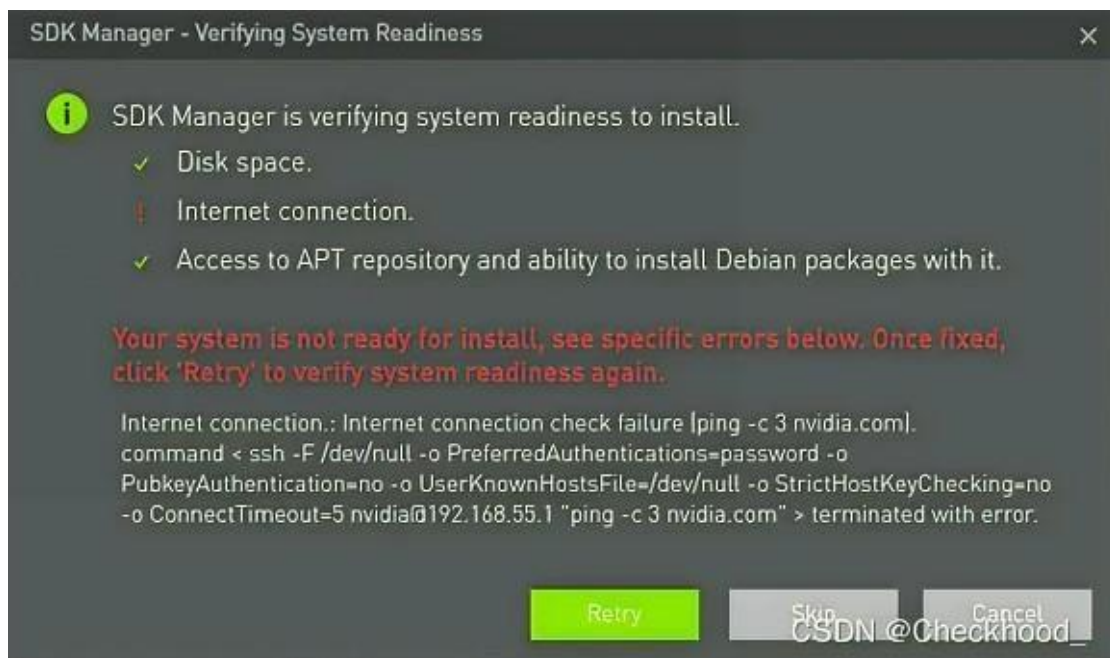 SDK Manager - Verifying System Readiness
SDK Manager is verifying system readiness to install.
Disk space.
Internet connection.
Access to APT repository and ability to install Debian packages with it.
Your system is not ready for install, see specific errors below. Once fixed,
click 'Retry' to verify system readiness again.
Internet connection.: Internet connection check failure (ping -c 3 nvidia.com).
command < ssh -F /dev/null -o PreferredAuthentications=password -o
PubkeyAuthentication=no -o UserKnownHostsFile=/dev/null -o StrictHostKeyChecking=no
-o ConnectTimeout=5 nvidia@192.168.55.1 "ping -c 3 nvidia.com" > terminated with error.
Retry Skip Cancel
CSDN @Checkhood_